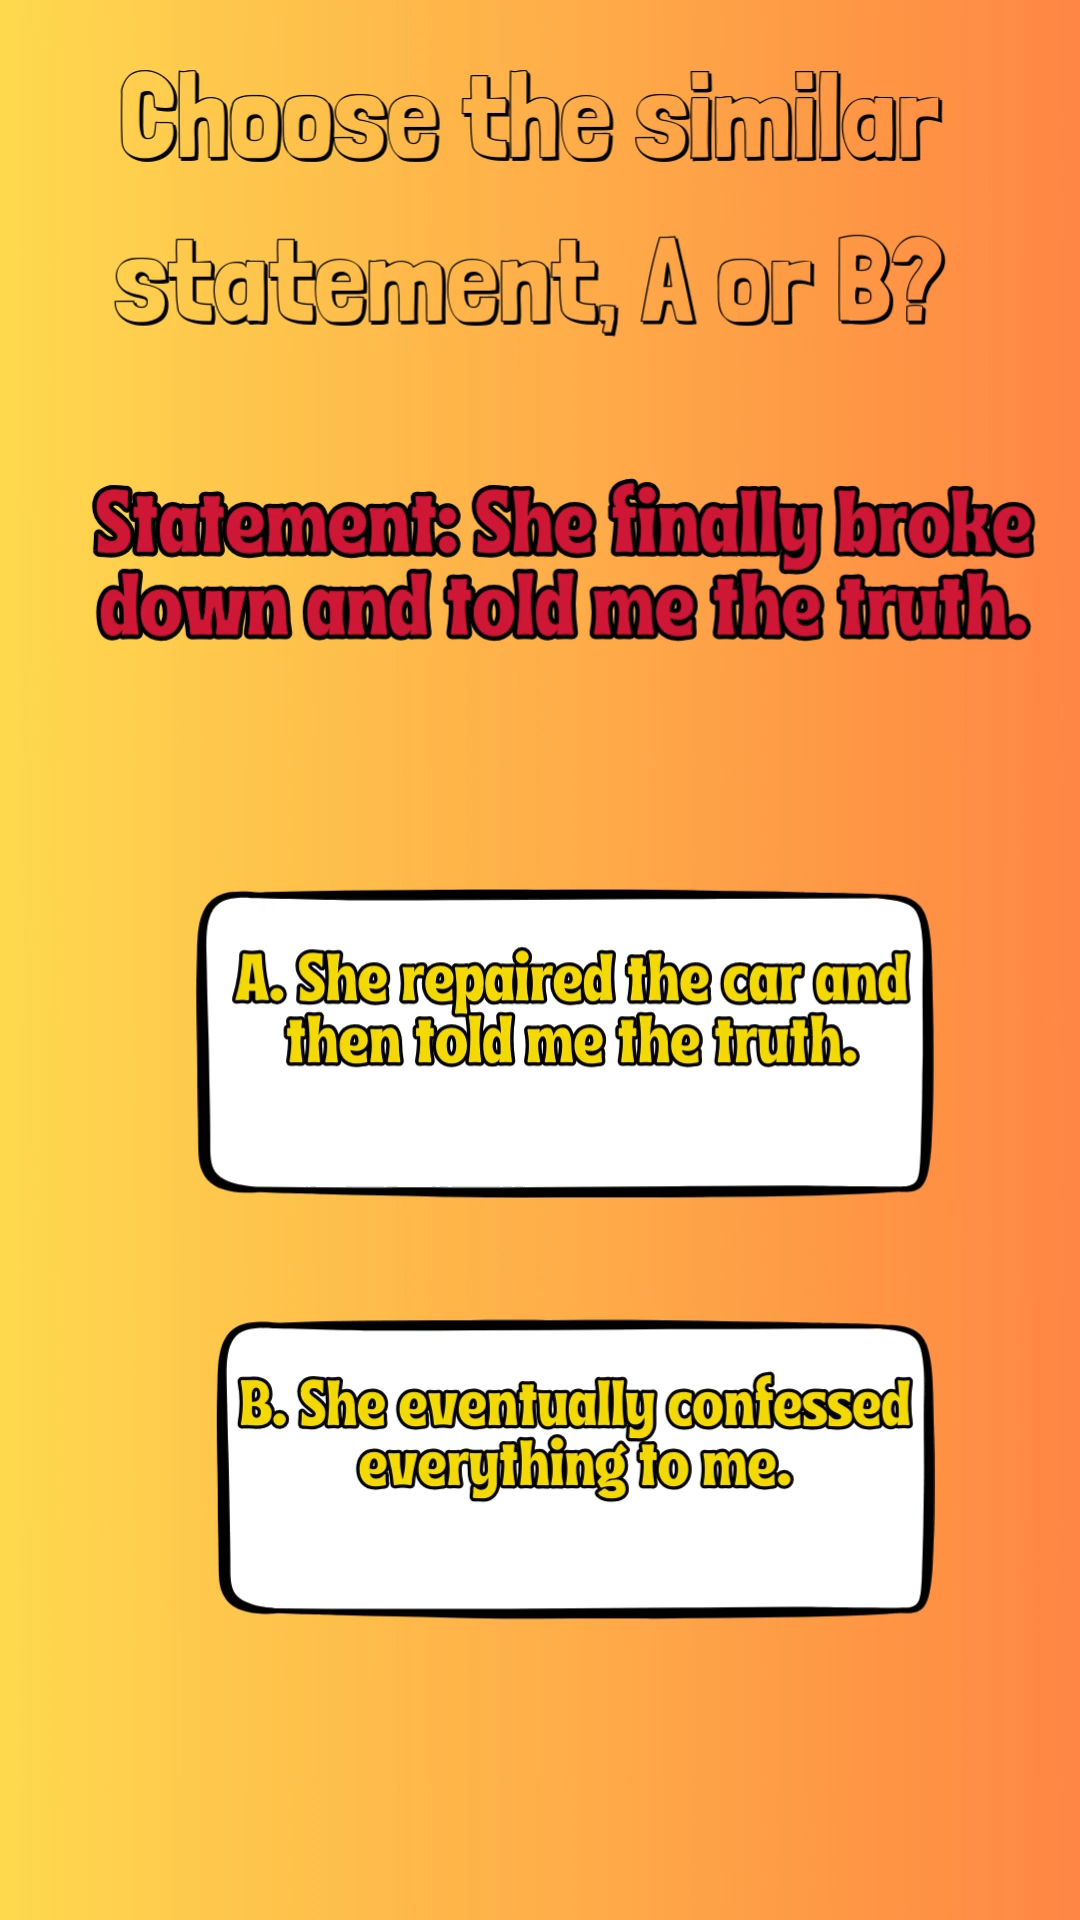 Choose the similar
statement, A or B?
Statement: She finally broke
down and told me the truth.
A. She repaired the car and
then told me the truth.
B. She eventually confessed
everything to me.